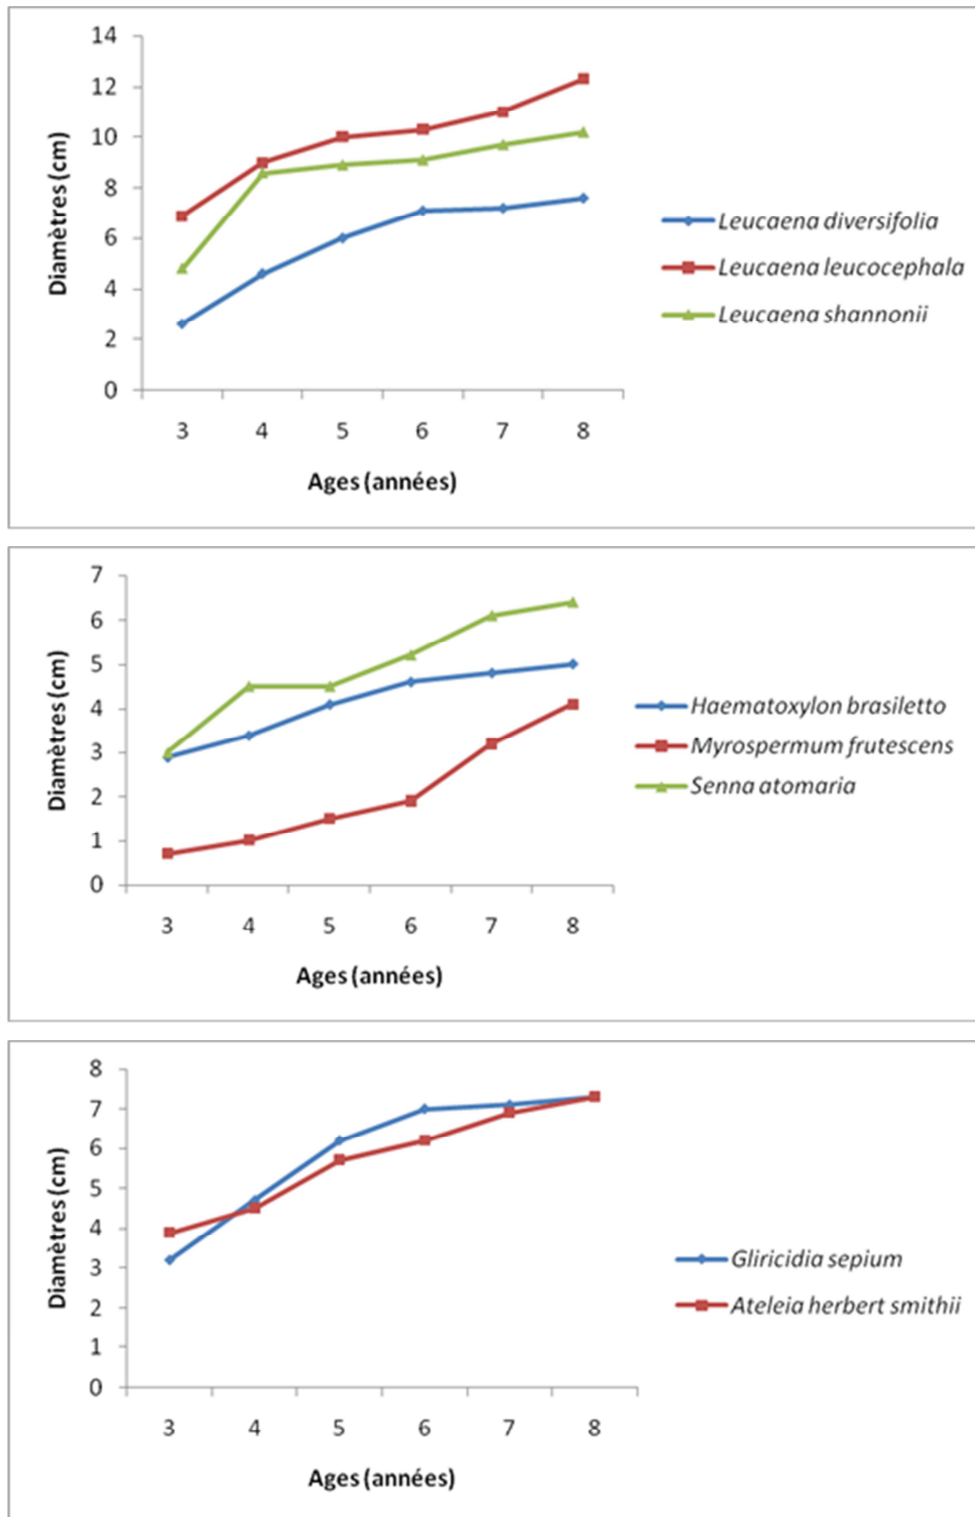 14
12
10
8
6
4
2
0
Diamètres (cm)
3 4 5 6 7 8
Ages (années)
Leucaena diversifolia
Leucaena leucocephala
Leucaena shannonii
7
6
5
4
3
2
1
0
Diamètres (cm)
3 4 5 6 7 8
Ages (années)
Haematoxylon brasiletto
Myrospermum frutescens
Senna atomaria
8
7
6
5
4
3
2
1
0
Diamètres (cm)
3 4 5 6 7 8
Ages (années)
Gliricidia sepium
Ateleia herbert smithii